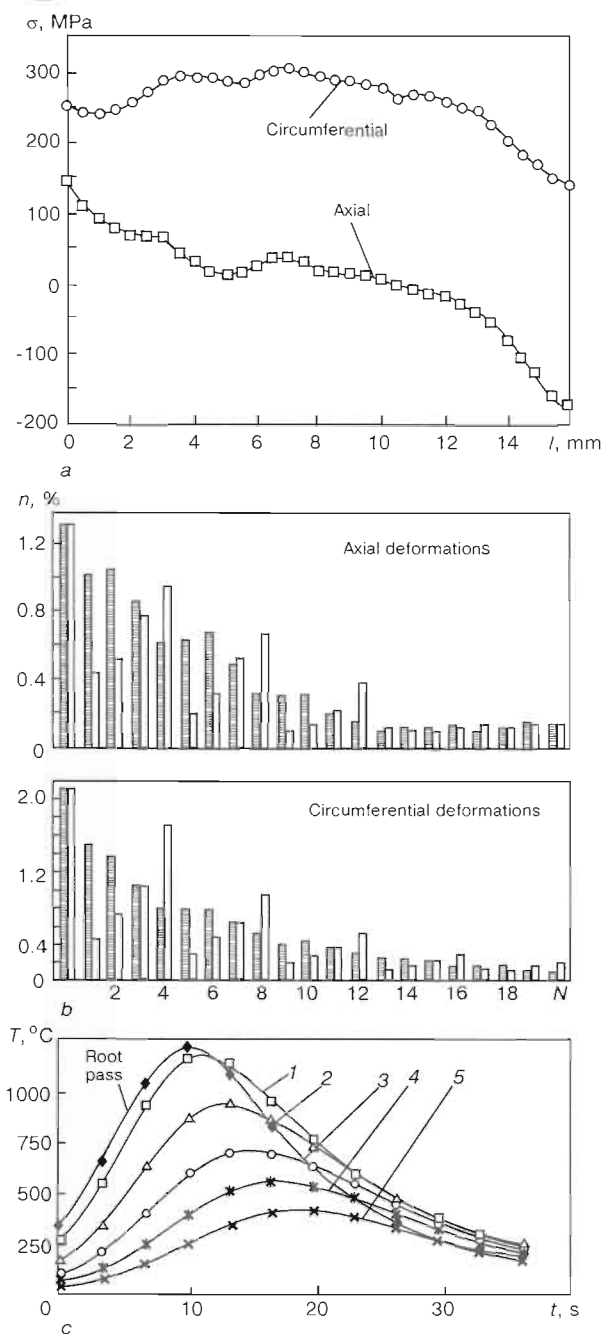 σ, MPa
300
200
100
0
-100
-200
Circumferential
Axial
0 2 4 6 8 10 12 14 l, mm
a
n, %
1.2
0.8
0.4
0
Axial deformations
2.0
1.2
0.4
0
Circumferential deformations
2 4 6 8 10 12 14 16 18 N
b
T, °C
1000
750
500
250
0
Root
pass
1
2
3
4
5
10 20 30 t, s
c